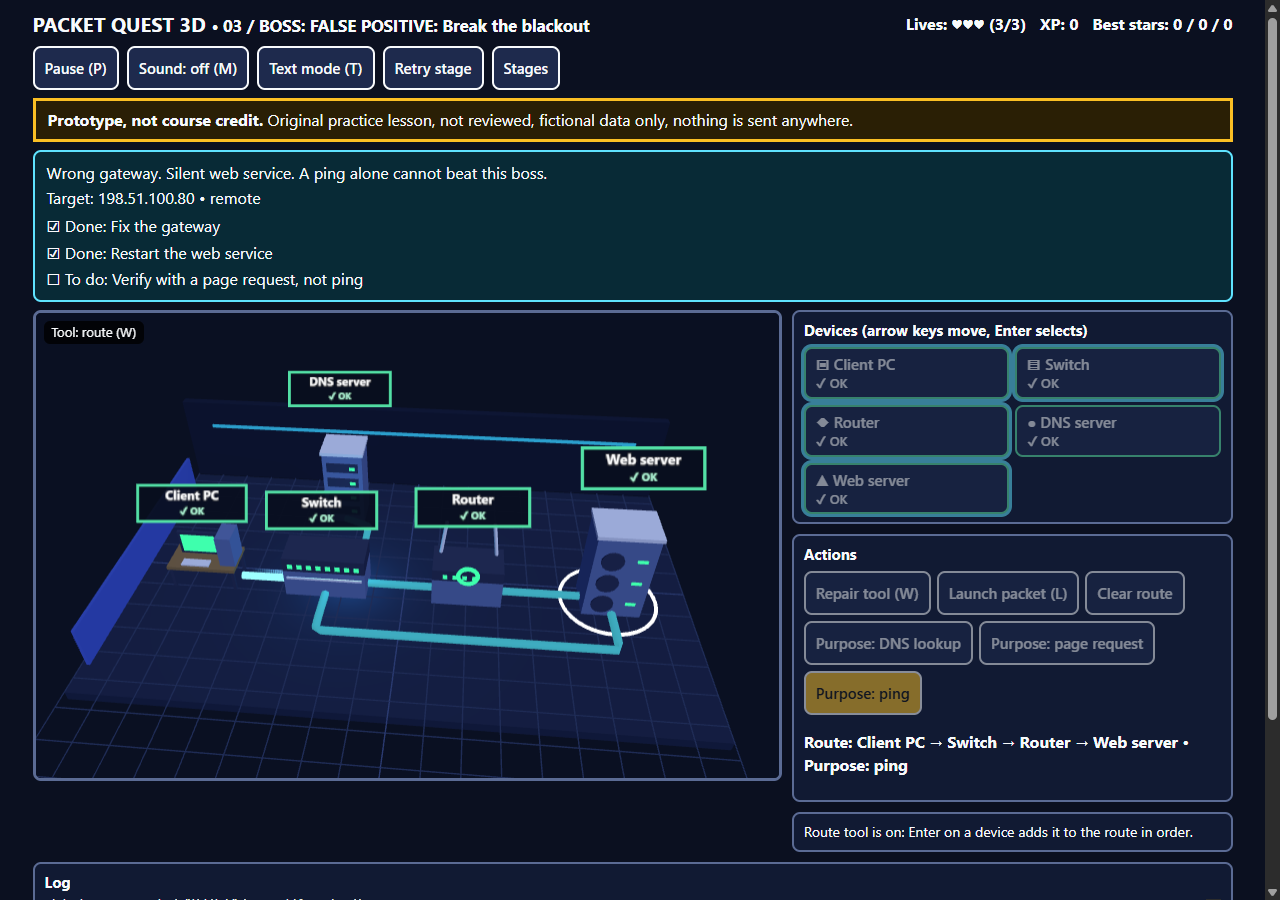 PACKET QUEST 3D • 03 / BOSS: FALSE POSITIVE: Break the blackout
Lives: ♥♥♥ (3/3) XP: 0 Best stars: 0 / 0 / 0
Pause (P)
Sound: off (M)
Text mode (T)
Retry stage
Stages
Prototype, not course credit. Original practice lesson, not reviewed, fictional data only, nothing is sent anywhere.
Wrong gateway. Silent web service. A ping alone cannot beat this boss.
Target: 198.51.100.80 • remote
☑ Done: Fix the gateway
☑ Done: Restart the web service
☐ To do: Verify with a page request, not ping
Tool: route (W)
DNS server
✓ OK
Web server
✓ OK
Client PC
✓ OK
Switch
✓ OK
Router
✓ OK
Devices (arrow keys move, Enter selects)
Client PC
✓ OK
Switch
✓ OK
Router
✓ OK
DNS server
✓ OK
Web server
✓ OK
Actions
Repair tool (W)
Launch packet (L)
Clear route
Purpose: DNS lookup
Purpose: page request
Purpose: ping
Route: Client PC → Switch → Router → Web server •
Purpose: ping
Route tool is on: Enter on a device adds it to the route in order.
Log